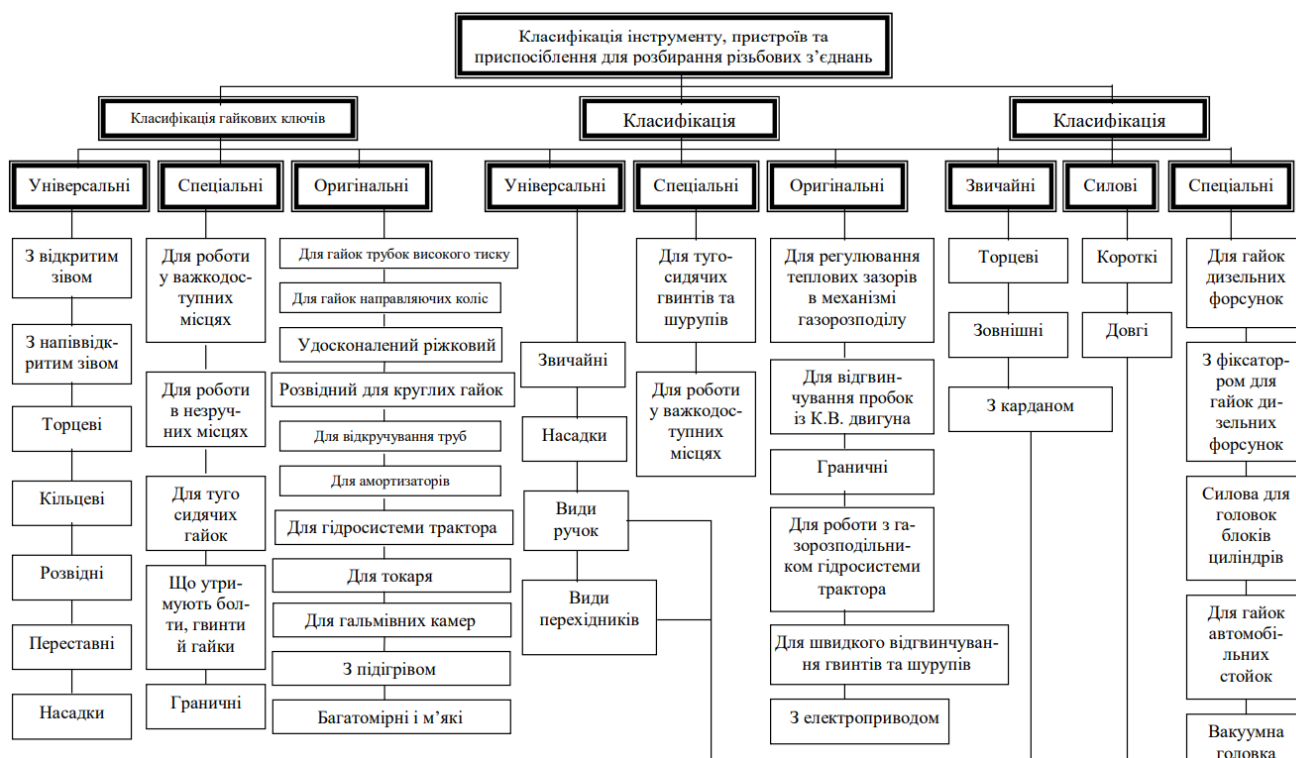 Класифікація інструменту, пристроїв та
приспосіблення для розбирання різьбових з’єднань
Класифікація гайкових ключів
Класифікація
Класифікація
Універсальні
Спеціальні
Оригінальні
Універсальні
Спеціальні
Оригінальні
Звичайні
Силові
Спеціальні
З відкритим
зівом
З напіввідк-
ритим зівом
Торцеві
Кільцеві
Розвідні
Переставні
Насадки
Для роботи
у важкодос-
тупних
місцях
Для роботи
в незруч-
них місцях
Для туго
сидячих
гайок
Що утри-
мують бол-
ти, гвинти
й гайки
Граничні
Для гайок трубок високого тиску
Для гайок направляючих коліс
Удосконалений ріжковий
Розвідний для круглих гайок
Для відкручування труб
Для амортизаторів
Для гідросистеми трактора
Для токаря
Для гальмівних камер
З підігрівом
Багатомірні і м’які
Звичайні
Насадки
Види
ручок
Види
перехідників
Для туго-
сидячих
гвинтів та
шурупів
Для роботи
у важкодос-
тупних
місцях
Для регулювання
теплових зазорів
в механізмі
газорозподілу
Для відгвин-
чування пробок
із К.В. двигуна
Граничні
Для роботи з га-
зорозподільни-
ком гідросистеми
трактора
Для швидкого відгвинчуван-
ня гвинтів та шурупів
З електроприводом
Торцеві
Зовнішні
З карданом
Короткі
Довгі
Для гайок
дизельних
форсунок
З фіксато-
ром для
гайок ди-
зельних
форсунок
Силова для
головок
блоків
циліндрів
Для гайок
автомобі-
льних
стойок
Вакуумна
головка